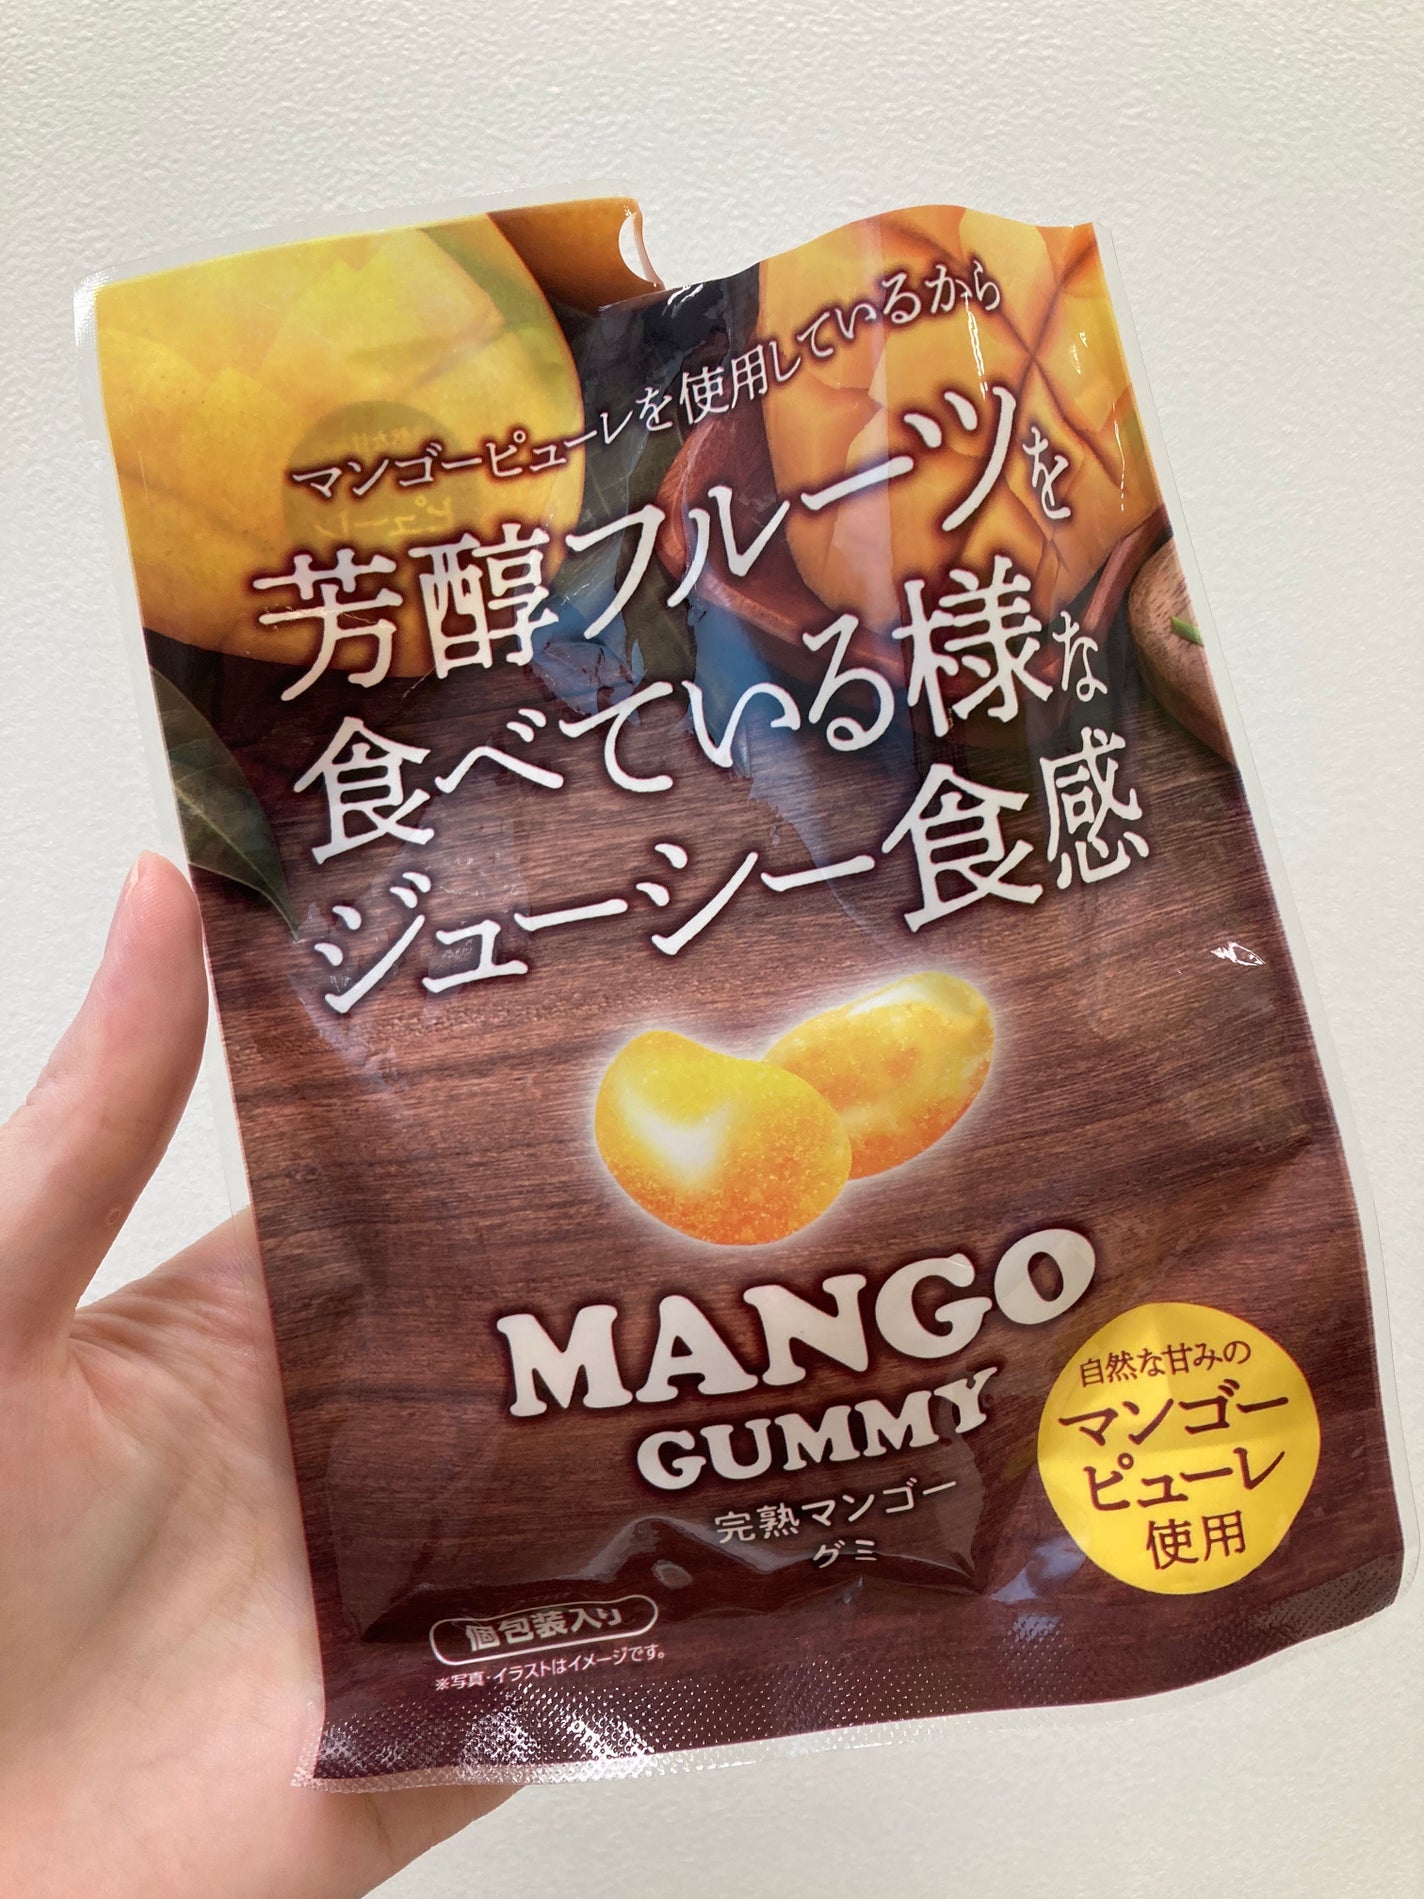 マンゴーピューレを使用しているから
芳醇フルーツを
食べている様な
ジューシー食感
MANGO
GUMMY
完熟マンゴー
グミ
自然な甘みの
マンゴー
ピューレ
使用
個包装入り
※写真・イラストはイメージです。